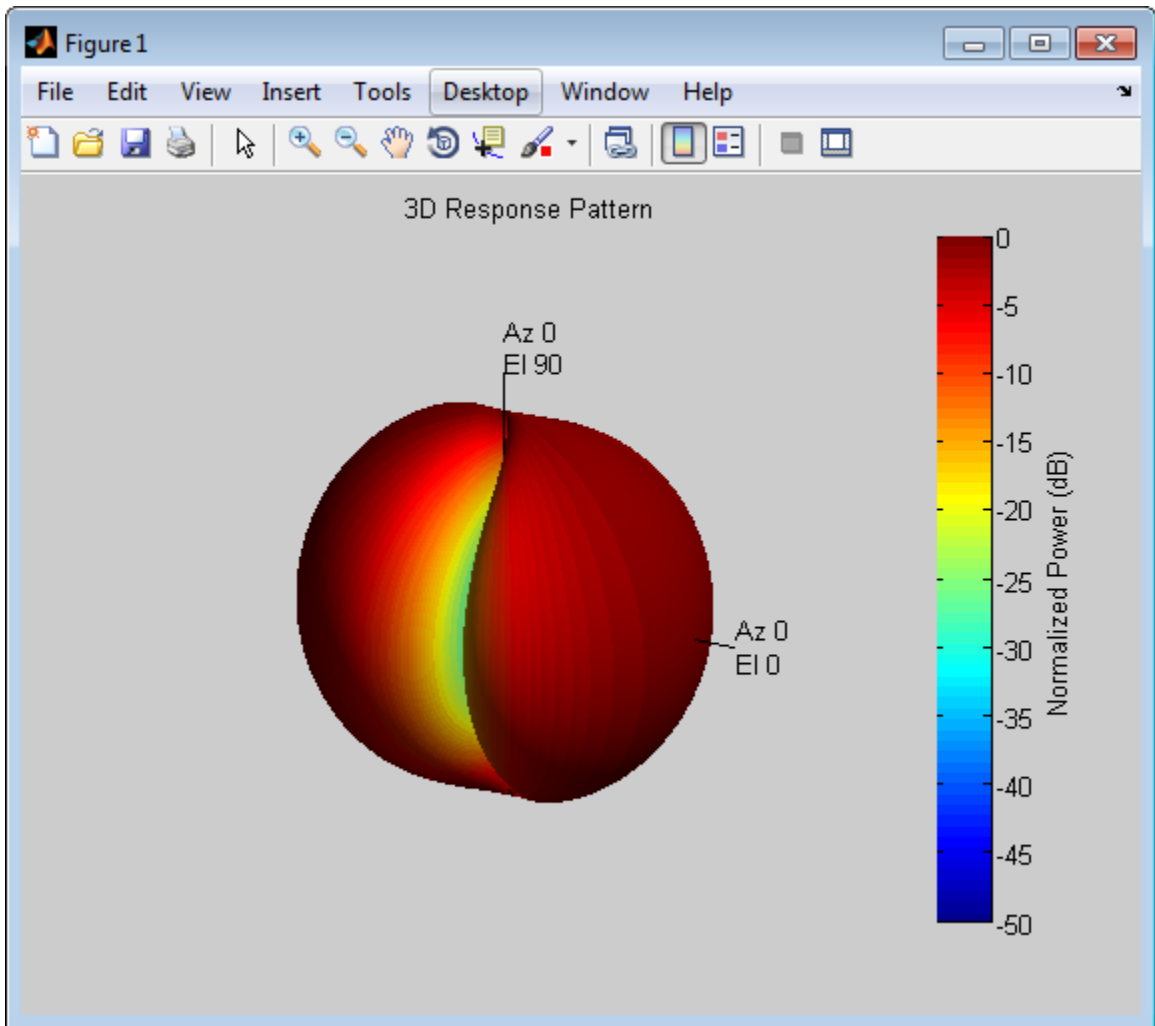 Figure 1
File Edit View Insert Tools Desktop Window Help
3D Response Pattern
Az 0
El 90
Az 0
El 0
0
-5
-10
-15
-20
-25
-30
-35
-40
-45
-50
Normalized Power (dB)